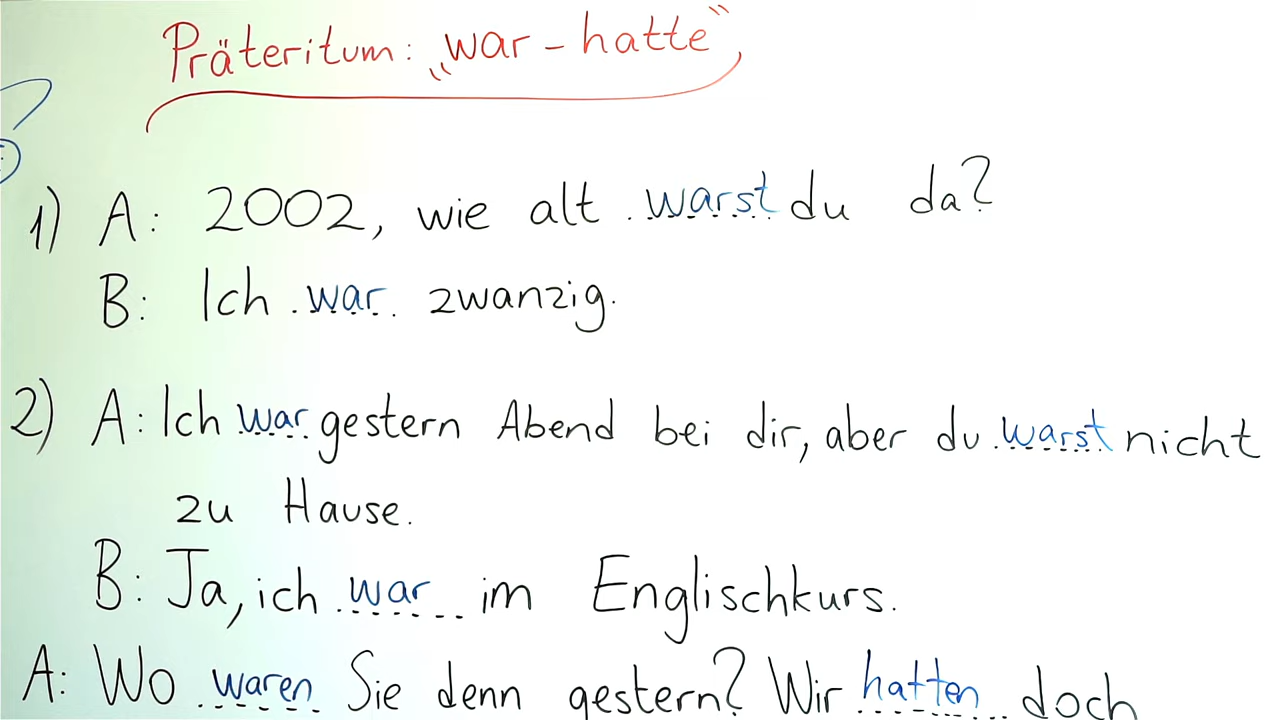 Präteritum: „war – hatte“
1) A: 2002, wie alt warst du da?
B: Ich war zwanzig.
2) A: Ich war gestern Abend bei dir, aber du warst nicht
zu Hause.
B: Ja, ich war im Englischkurs.
A: Wo waren Sie denn gestern? Wir hatten doch